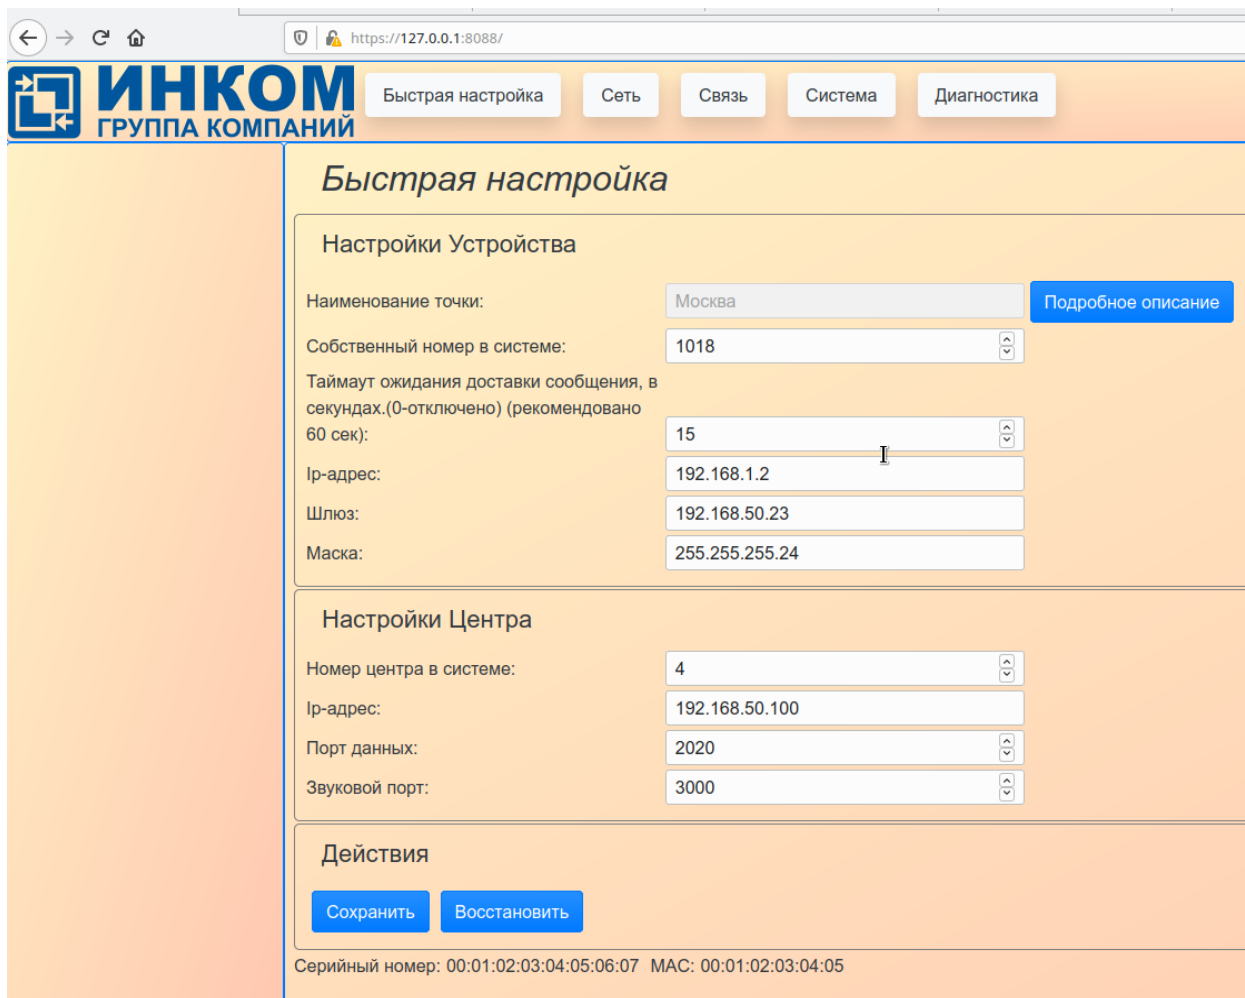 https://127.0.0.1:8088/
ИНКОМ
ГРУППА КОМПАНИЙ
Быстрая настройка Сеть Связь Система Диагностика
Быстрая настройка
Настройки Устройства
Наименование точки: Москва Подробное описание
Собственный номер в системе: 1018
Таймаут ожидания доставки сообщения, в
секундах.(0-отключено) (рекомендовано
60 сек): 15
Ip-адрес: 192.168.1.2
Шлюз: 192.168.50.23
Маска: 255.255.255.24
Настройки Центра
Номер центра в системе: 4
Ip-адрес: 192.168.50.100
Порт данных: 2020
Звуковой порт: 3000
Действия
Сохранить Восстановить
Серийный номер: 00:01:02:03:04:05:06:07 MAC: 00:01:02:03:04:05